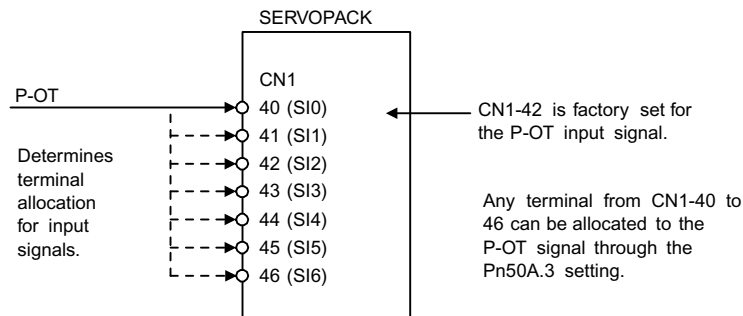 SERVOPACK
CN1
P-OT
40 (SI0)
41 (SI1)
42 (SI2)
43 (SI3)
44 (SI4)
45 (SI5)
46 (SI6)
Determines
terminal
allocation
for input
signals.
CN1-42 is factory set for
the P-OT input signal.
Any terminal from CN1-40 to
46 can be allocated to the
P-OT signal through the
Pn50A.3 setting.